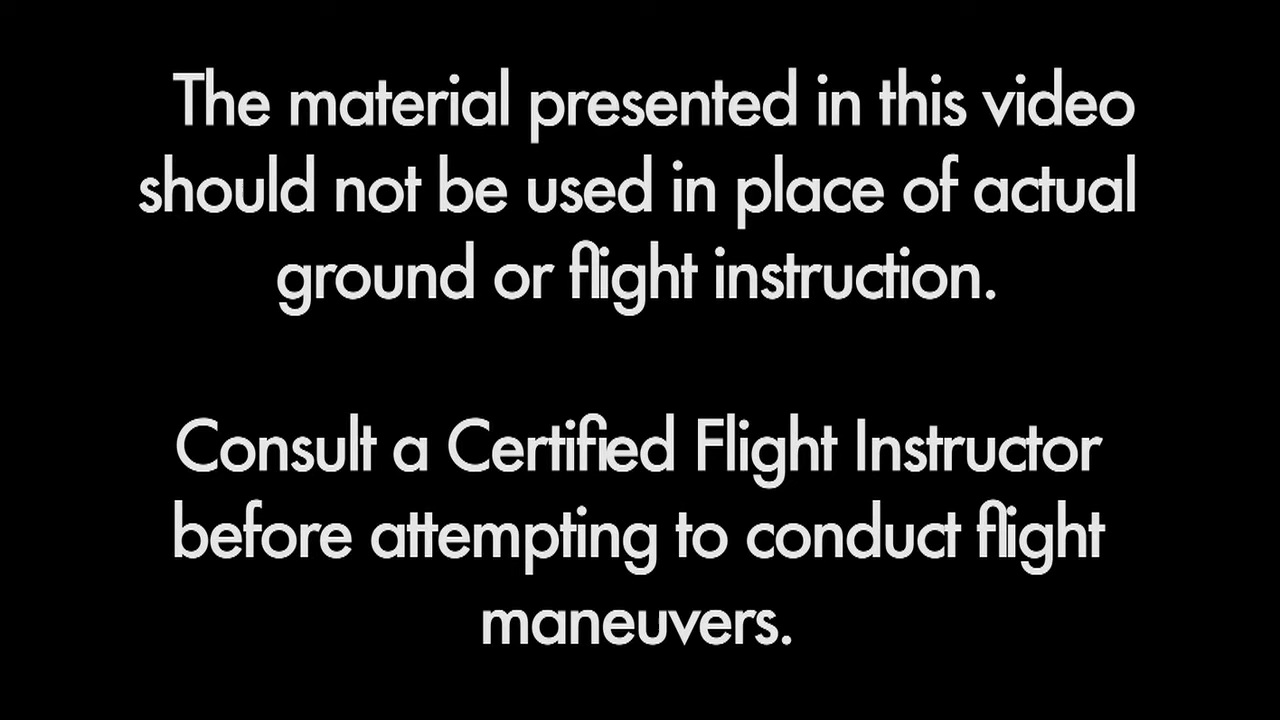 The material presented in this video
should not be used in place of actual
ground or flight instruction.
Consult a Certified Flight Instructor
before attempting to conduct flight
maneuvers.